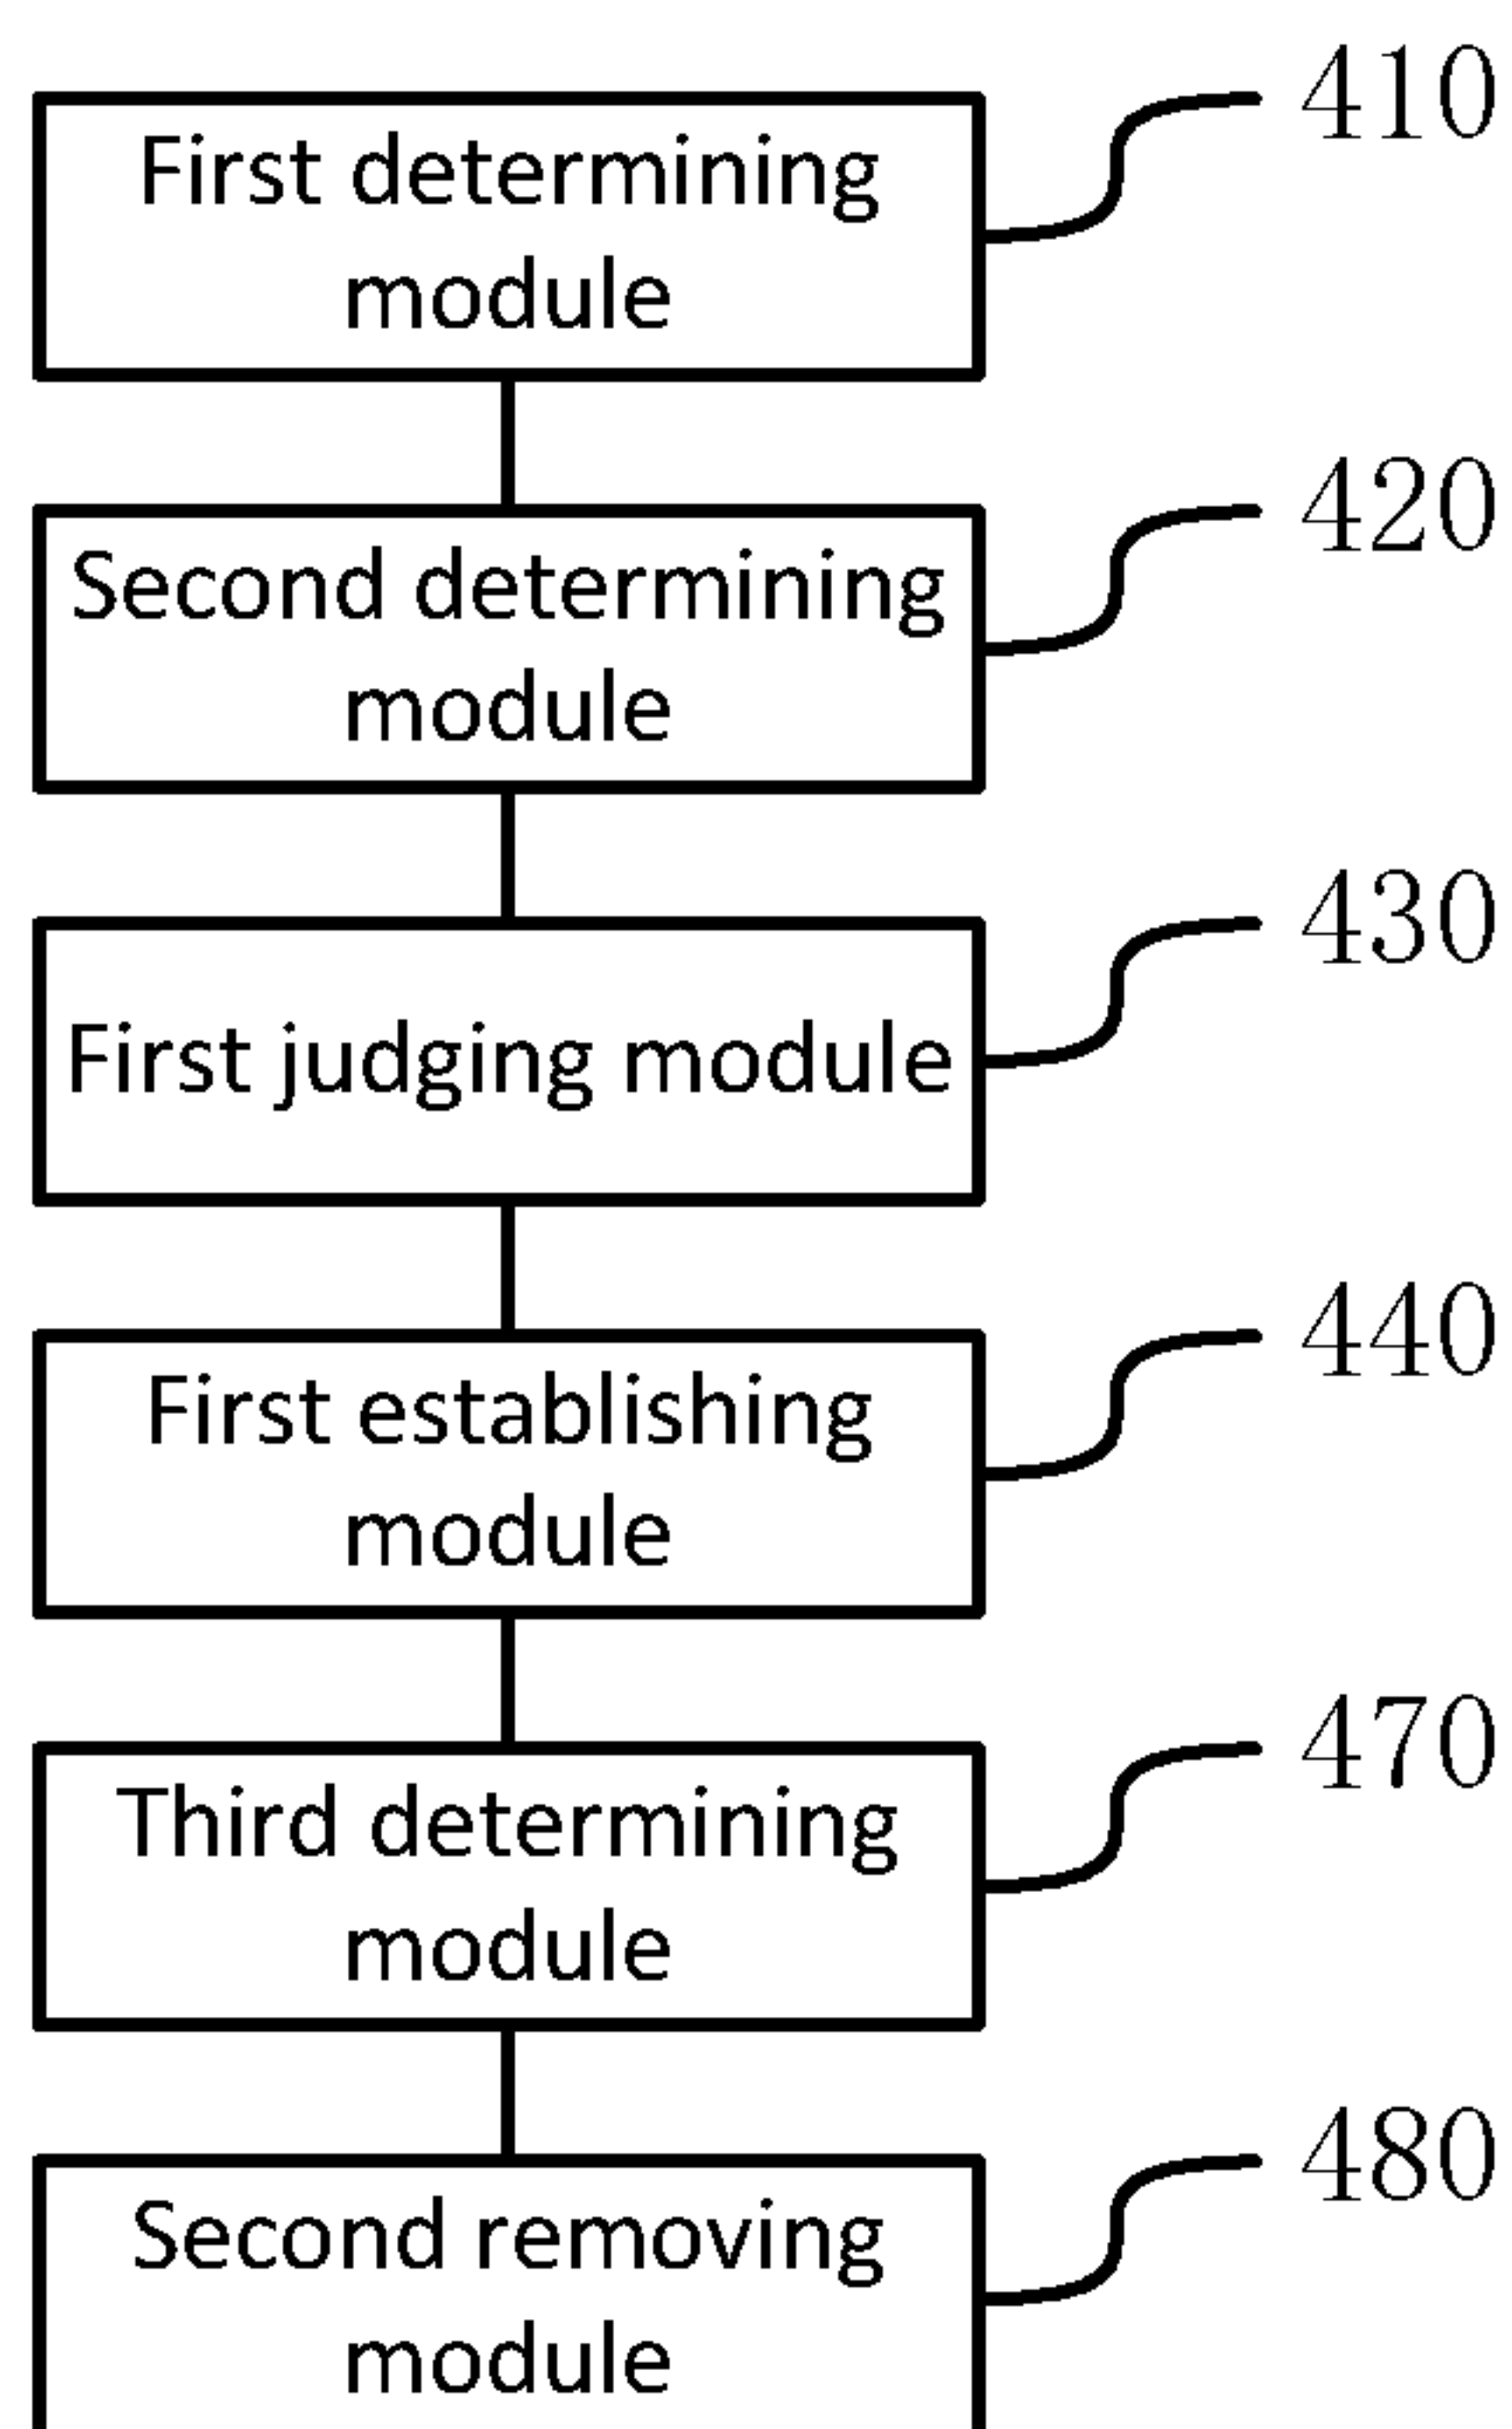 410
First determining
module
420
Second determining
module
430
First judging module
440
First establishing
module
470
Third determining
module
480
Second removing
module